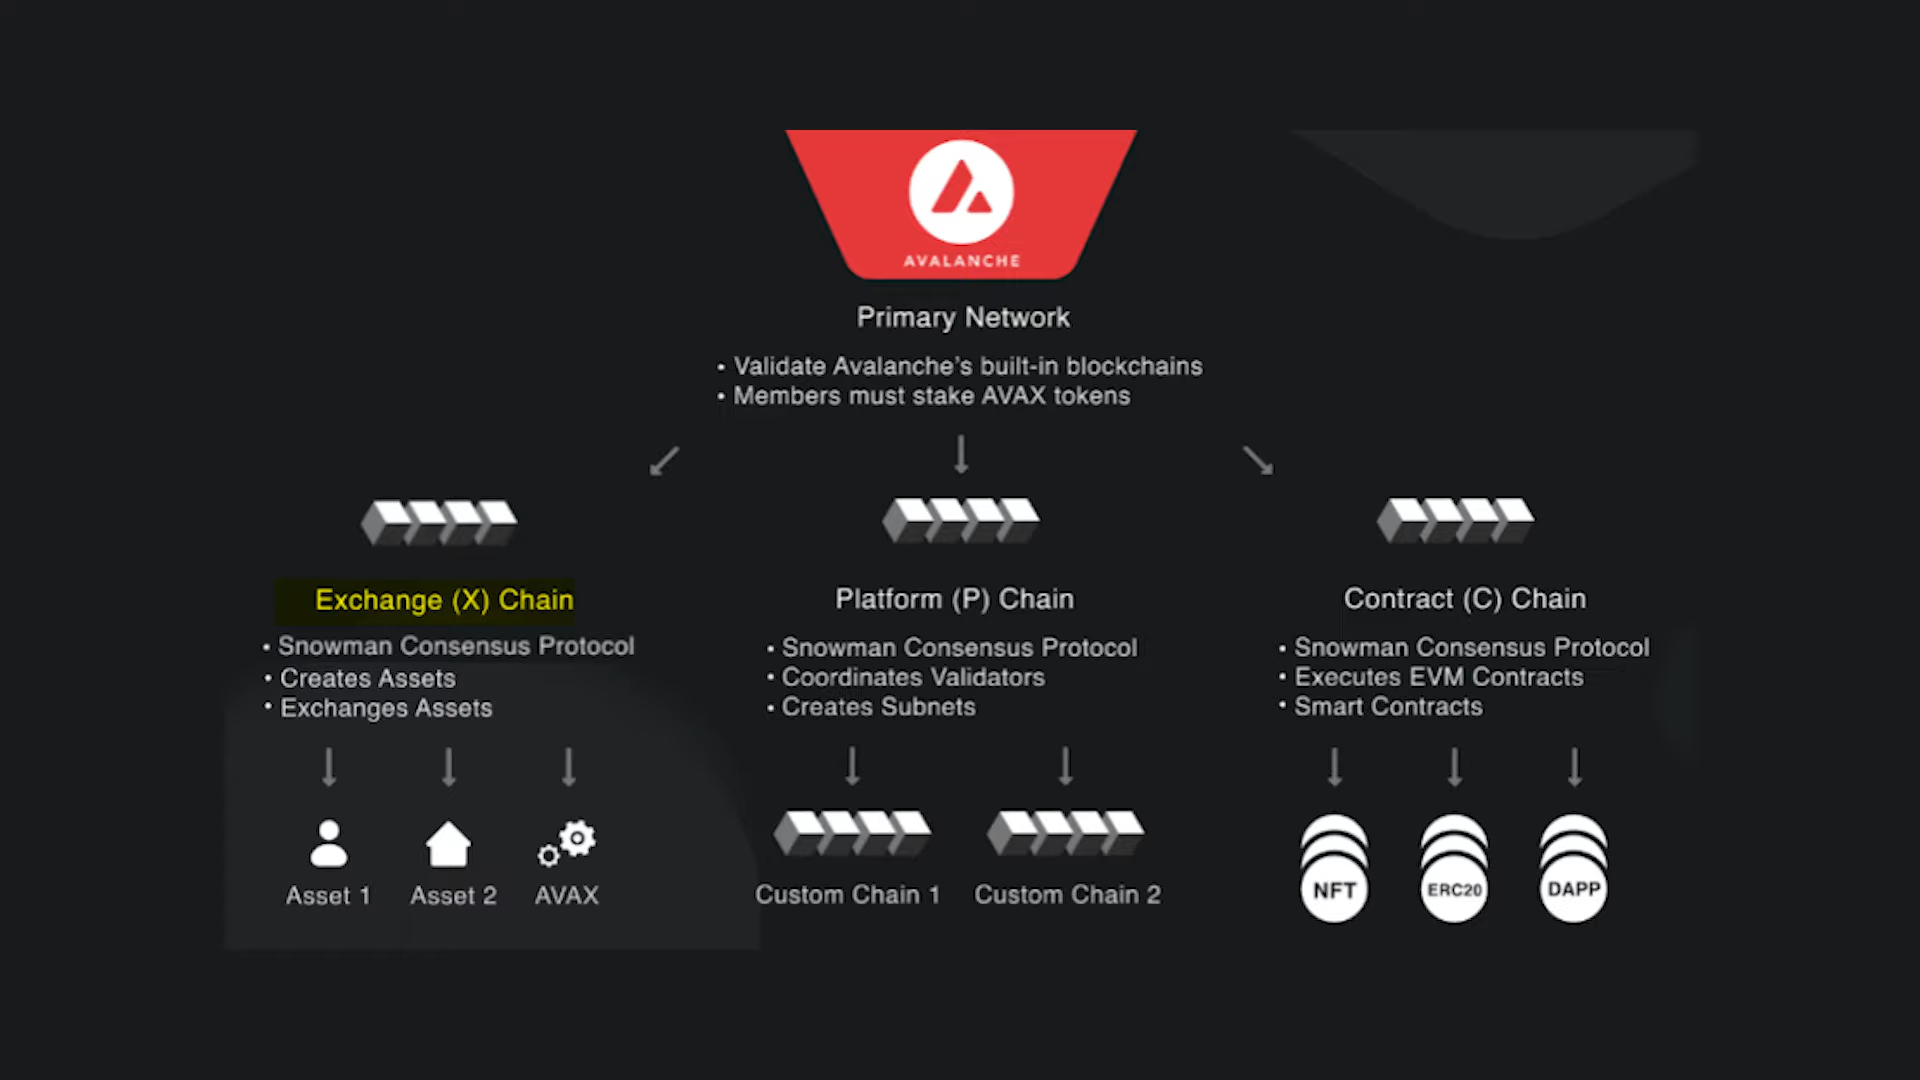 AVALANCHE
Primary Network
• Validate Avalanche's built-in blockchains
• Members must stake AVAX tokens
Exchange (X) Chain
• Snowman Consensus Protocol
• Creates Assets
• Exchanges Assets
Asset 1
Asset 2
AVAX
Platform (P) Chain
• Snowman Consensus Protocol
• Coordinates Validators
• Creates Subnets
Custom Chain 1
Custom Chain 2
Contract (C) Chain
• Snowman Consensus Protocol
• Executes EVM Contracts
• Smart Contracts
NFT
ERC20
DAPP